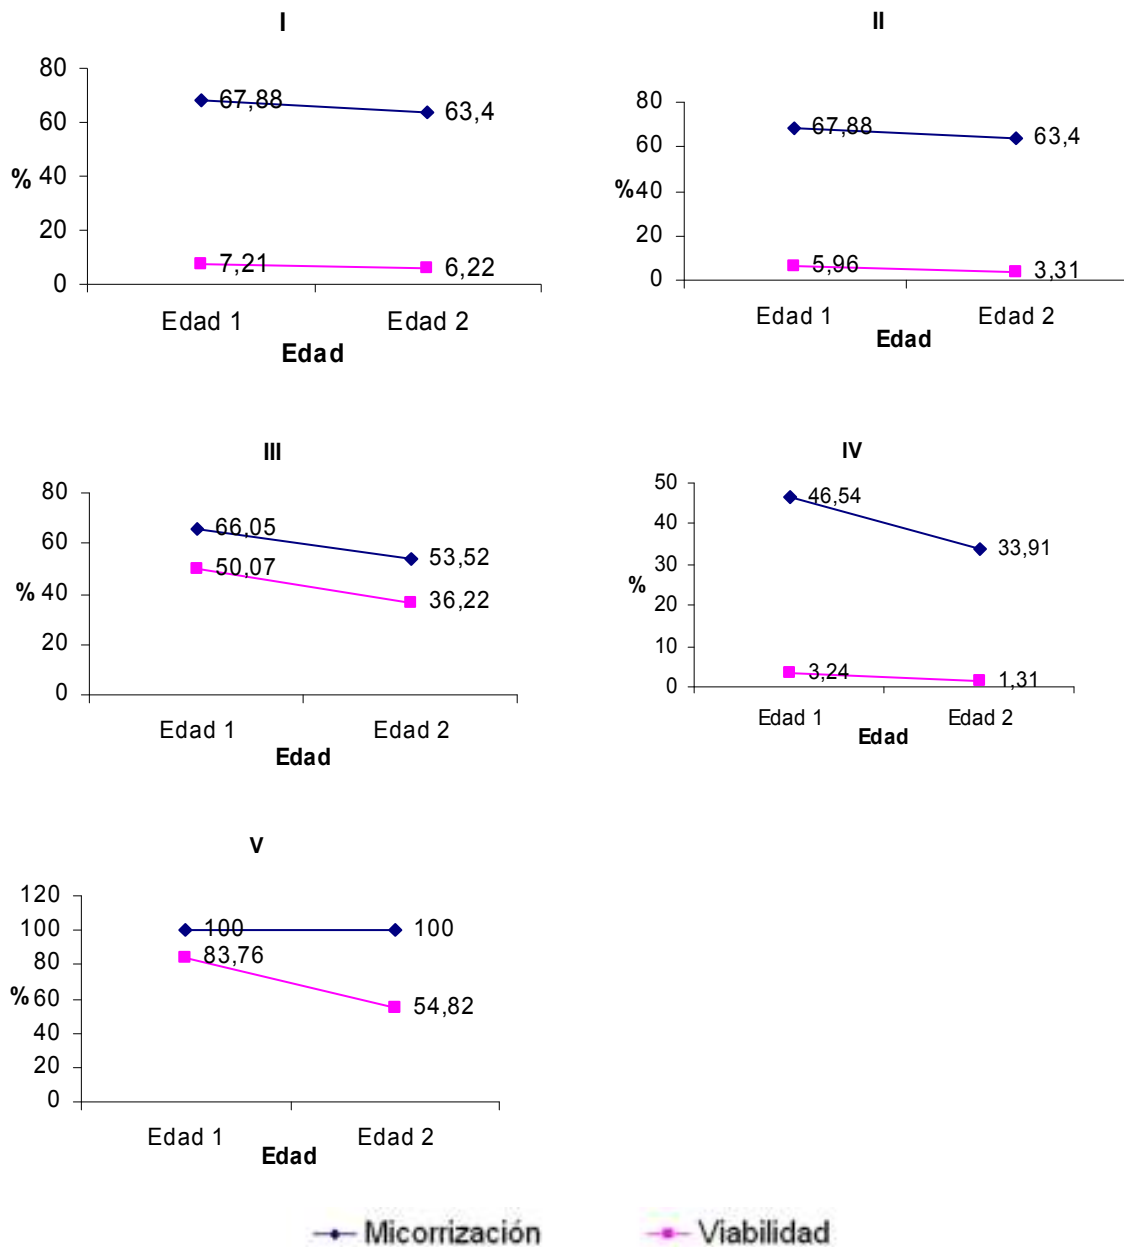 I
80
60
40
20
0
%
67,88
63,4
7,21
6,22
Edad 1
Edad 2
Edad
II
80
60
%40
20
0
67,88
63,4
5,96
3,31
Edad 1
Edad 2
Edad
III
80
60
% 40
20
0
66,05
53,52
50,07
36,22
Edad 1
Edad 2
Edad
IV
50
40
30
%
20
10
0
46,54
33,91
3,24
1,31
Edad 1
Edad 2
Edad
V
120
100
80
% 60
40
20
0
100
100
83,76
54,82
Edad 1
Edad 2
Edad
Micorrización
Viabilidad